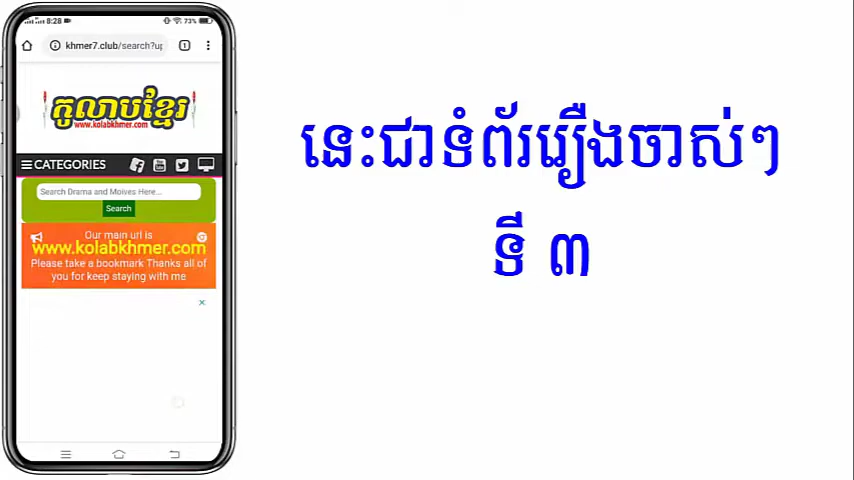 8:28
73%
khmer7.club/search?up
1
កូលាបខ្មែរ
www.kolabkhmer.com
CATEGORIES
Search Drama and Moives Here...
Search
Our main url is
www.kolabkhmer.com
Please take a bookmark Thanks all of
you for keep staying with me
នេះជាទំព័ររឿងចាស់ៗ
ទី ៣